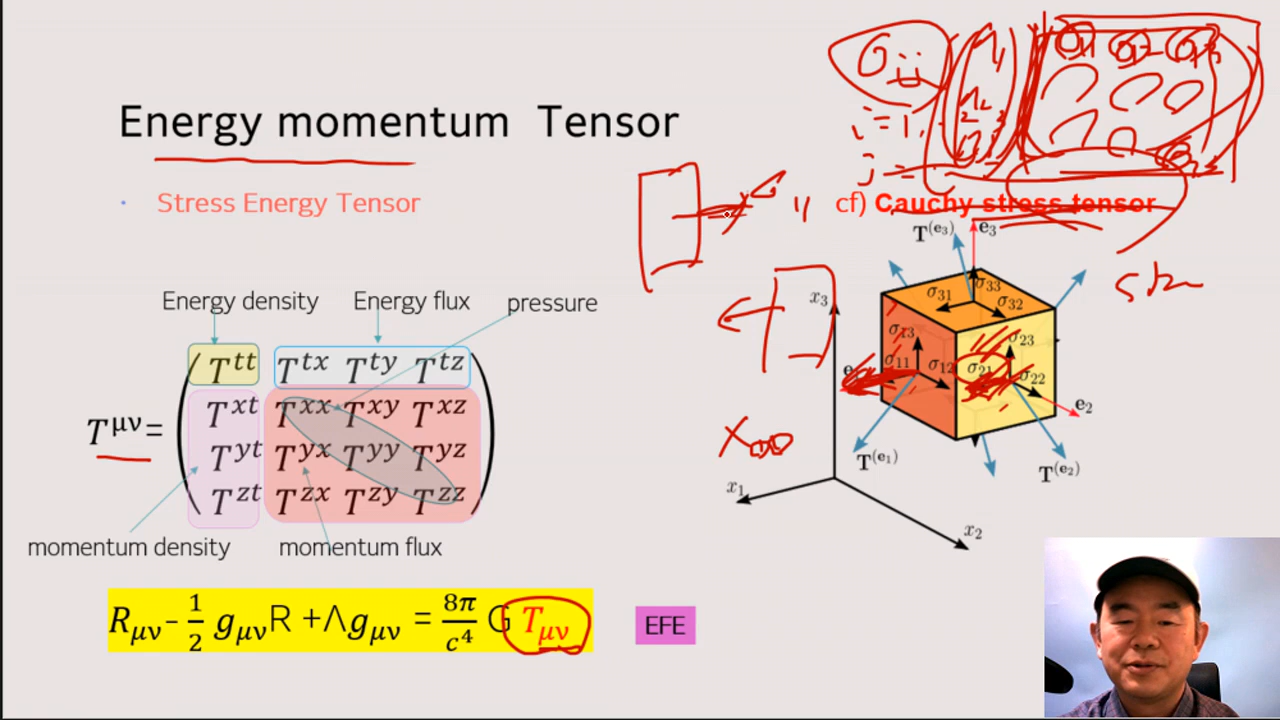 Energy momentum Tensor
• Stress Energy Tensor
cf) Cauchy stress tensor
Energy density Energy flux pressure
T^μν =
T^tt T^tx T^ty T^tz
T^xt T^xx T^xy T^xz
T^yt T^yx T^yy T^yz
T^zt T^zx T^zy T^zz
momentum density momentum flux
R_μν - 1/2 g_μν R + Λg_μν = 8π/c^4 G T_μν
EFE
T^(e3) e3
σ33
σ31 σ32
x3
σ13 σ23
σ11 σ12 σ21 σ22
e2
T^(e1) T^(e2)
x1
x2
σij
i = 1,
j =